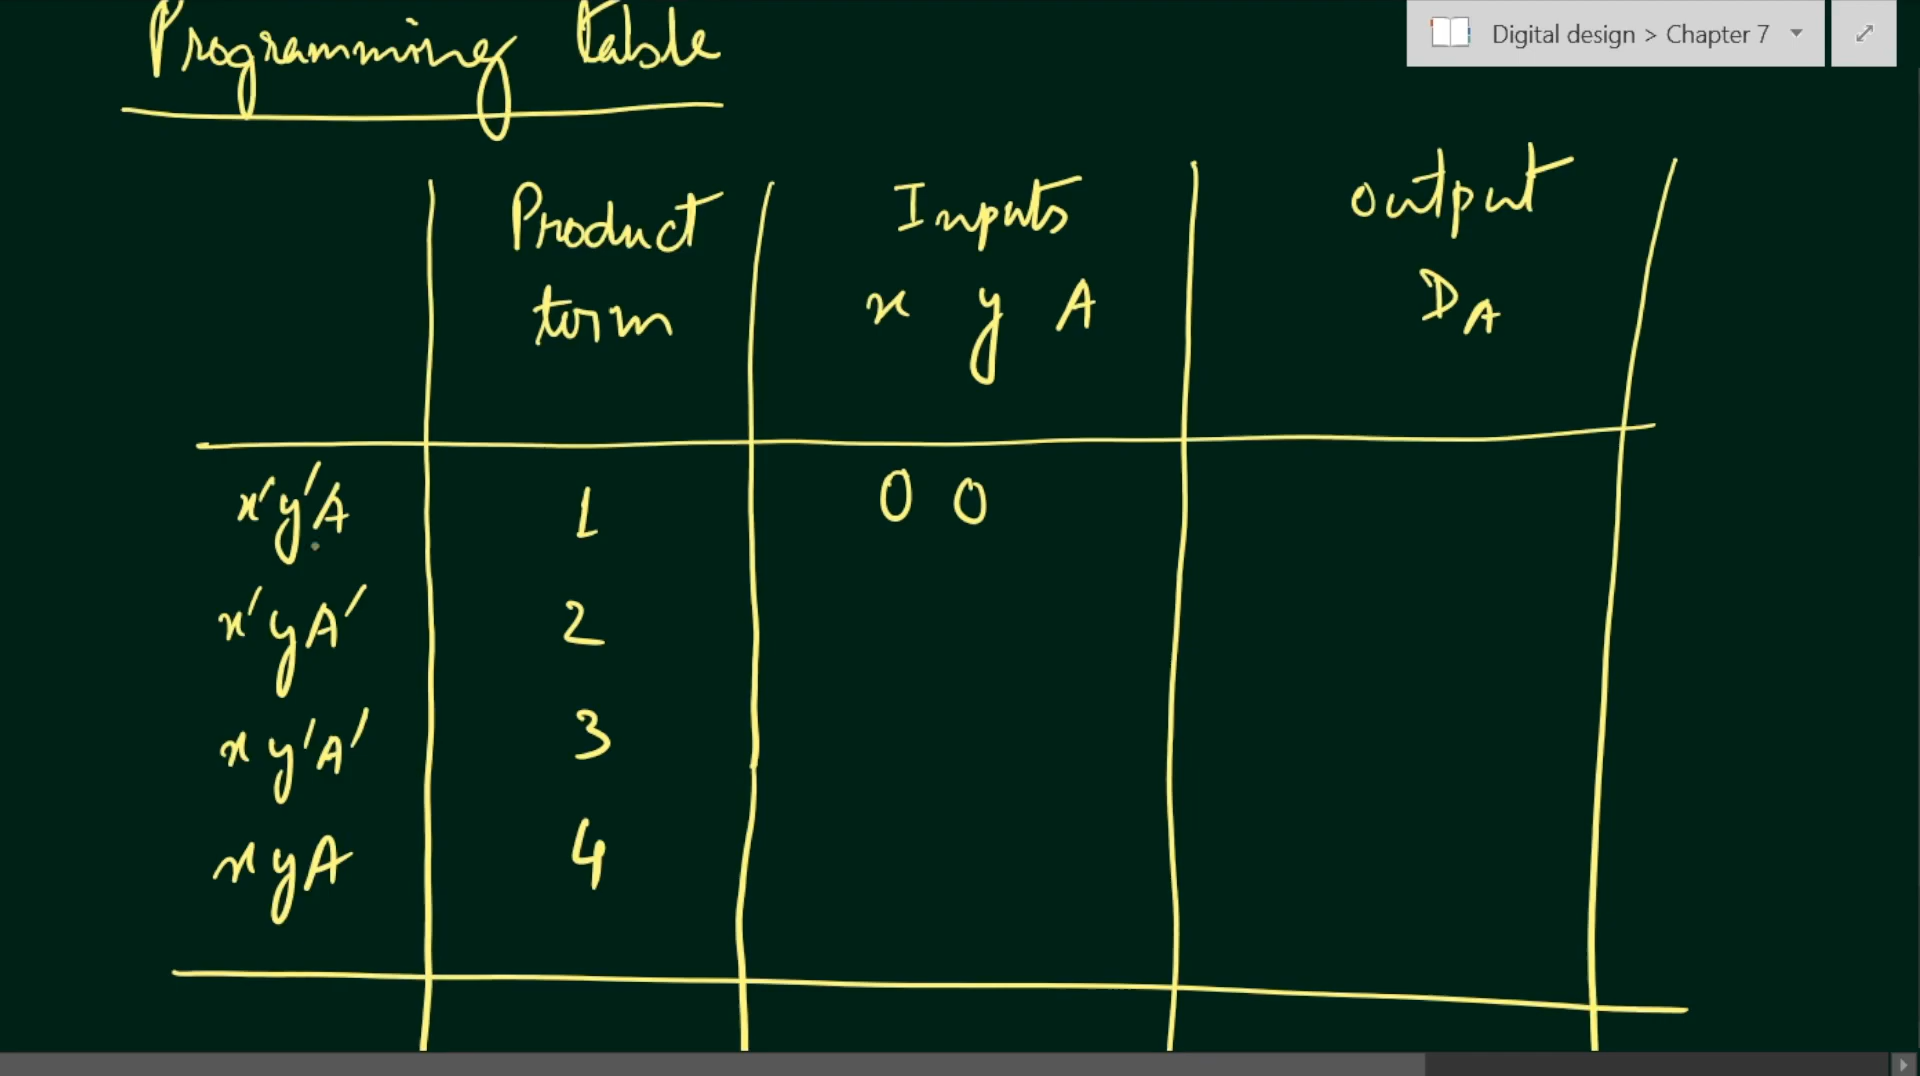 Programming table
Digital design > Chapter 7
Product term
Inputs
x y A
Output
D_A
x'y'A 1 0 0
x'yA' 2
xy'A' 3
xyA 4